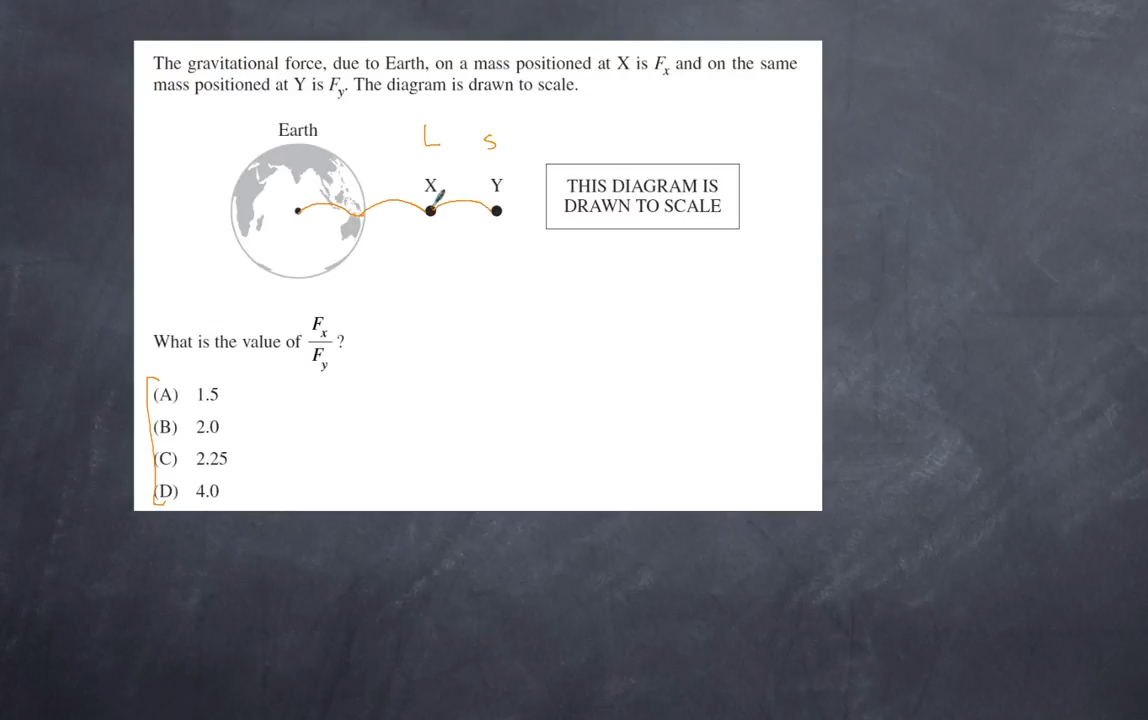 The gravitational force, due to Earth, on a mass positioned at X is Fx and on the same
mass positioned at Y is Fy. The diagram is drawn to scale.
Earth
L S
X Y
THIS DIAGRAM IS
DRAWN TO SCALE
What is the value of Fx/Fy ?
(A) 1.5
(B) 2.0
(C) 2.25
(D) 4.0